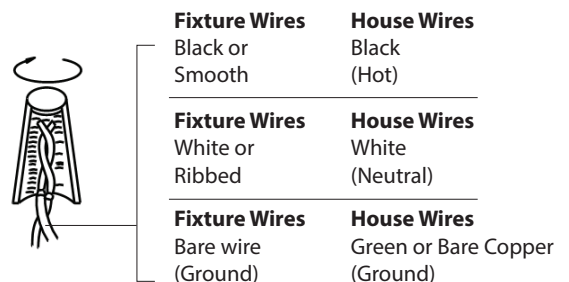 Fixture Wires House Wires
Black or Black
Smooth (Hot)
Fixture Wires House Wires
White or White
Ribbed (Neutral)
Fixture Wires House Wires
Bare wire Green or Bare Copper
(Ground) (Ground)